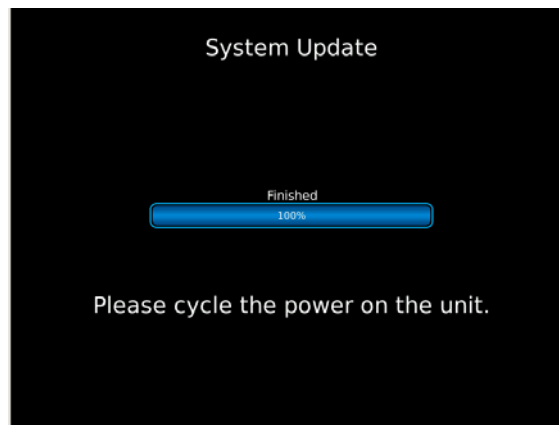 System Update
Finished
100%
Please cycle the power on the unit.